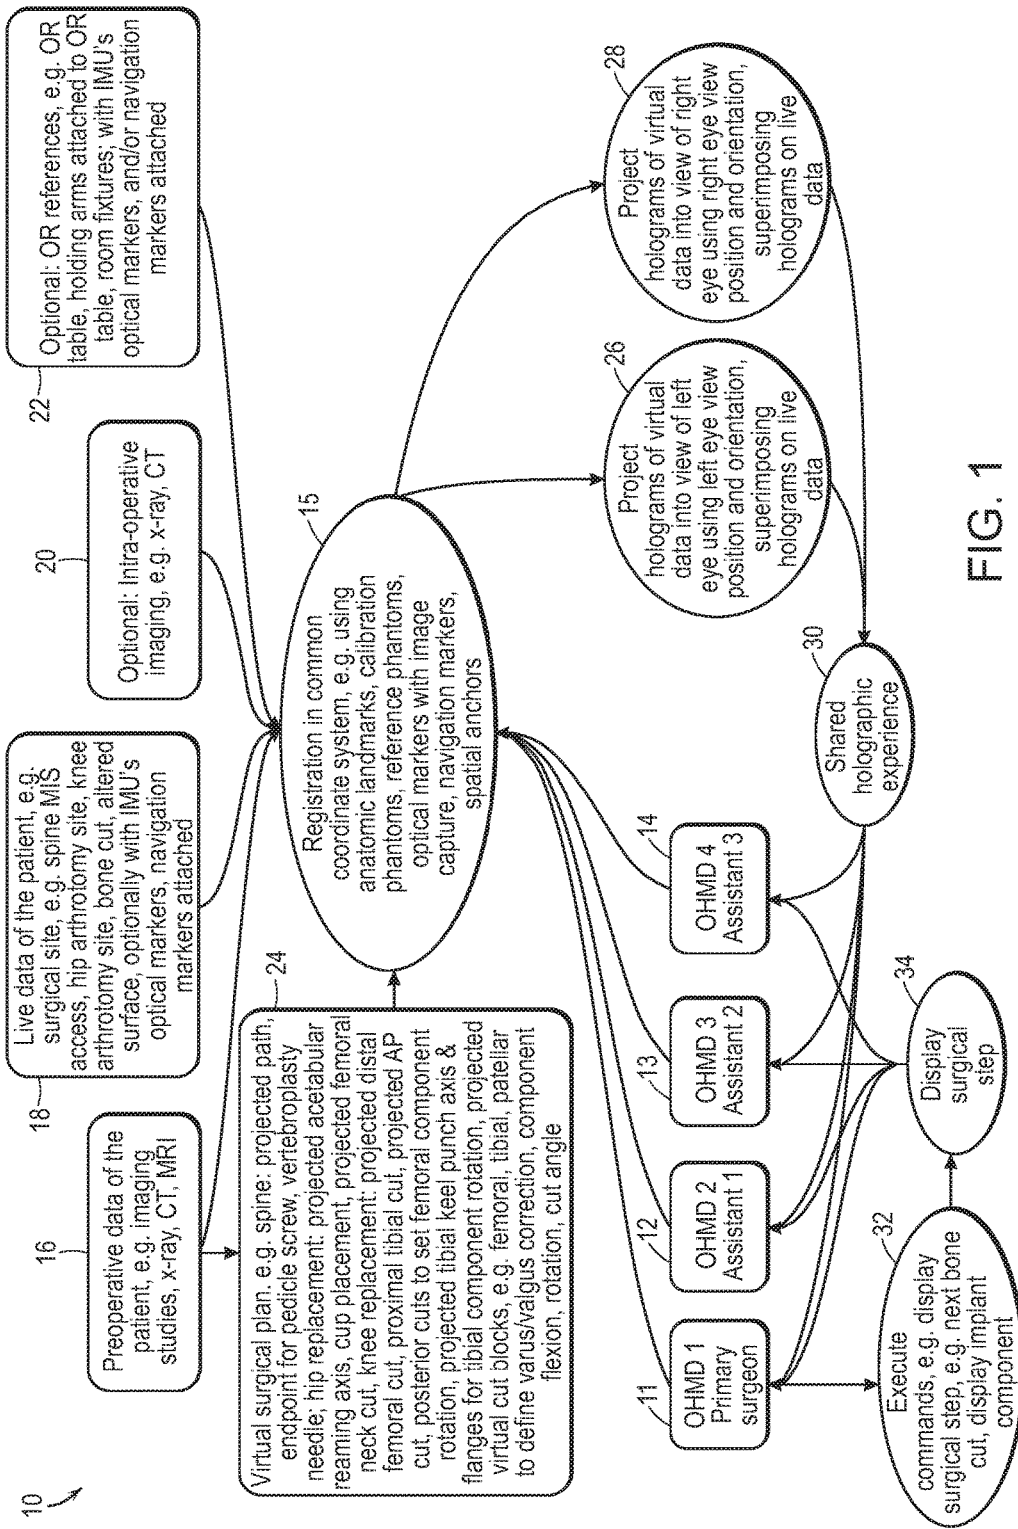 10
16
Preoperative data of the
patient, e.g. imaging
studies, x-ray, CT, MRI
18
Live data of the patient, e.g.
surgical site, e.g. spine MIS
access, hip arthrotomy site, knee
arthrotomy site, bone cut, altered
surface, optionally with IMU's
optical markers, navigation
markers attached
20
Optional: Intra-operative
imaging, e.g. x-ray, CT
22
Optional: OR references, e.g. OR
table, holding arms attached to OR
table, room fixtures; with IMU's
optical markers, and/or navigation
markers attached
24
Virtual surgical plan. e.g. spine: projected path,
endpoint for pedicle screw, vertebroplasty
needle; hip replacement: projected acetabular
reaming axis, cup placement, projected femoral
neck cut, knee replacement: projected distal
femoral cut, proximal tibial cut, projected AP
cut, posterior cuts to set femoral component
rotation, projected tibial keel punch axis &
flanges for tibial component rotation, projected
virtual cut blocks, e.g. femoral, tibial, patellar
to define varus/valgus correction, component
flexion, rotation, cut angle
15
Registration in common
coordinate system, e.g. using
anatomic landmarks, calibration
phantoms, reference phantoms,
optical markers with image
capture, navigation markers,
spatial anchors
11
OHMD 1
Primary
surgeon
12
OHMD 2
Assistant 1
13
OHMD 3
Assistant 2
14
OHMD 4
Assistant 3
26
Project
holograms of virtual
data into view of left
eye using left eye view
position and orientation,
superimposing
holograms on live
data
28
Project
holograms of virtual
data into view of right
eye using right eye view
position and orientation,
superimposing
holograms on live
data
30
Shared
holographic
experience
32
Execute
commands, e.g. display
surgical step, e.g. next bone
cut, display implant
component
34
Display
surgical
step
FIG. 1